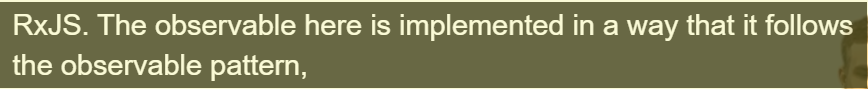 RxJS. The observable here is implemented in a way that it follows
the observable pattern,